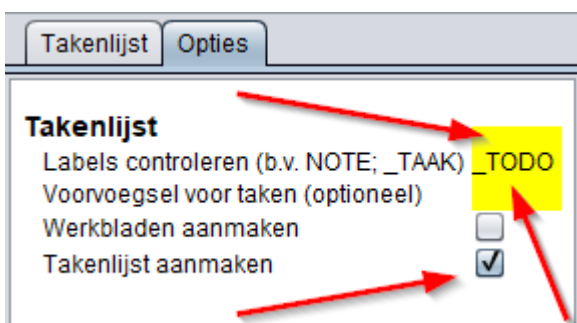 Takenlijst Opties
Takenlijst
Labels controleren (b.v. NOTE; _TAAK) _TODO
Voorvoegsel voor taken (optioneel)
Werkbladen aanmaken
Takenlijst aanmaken